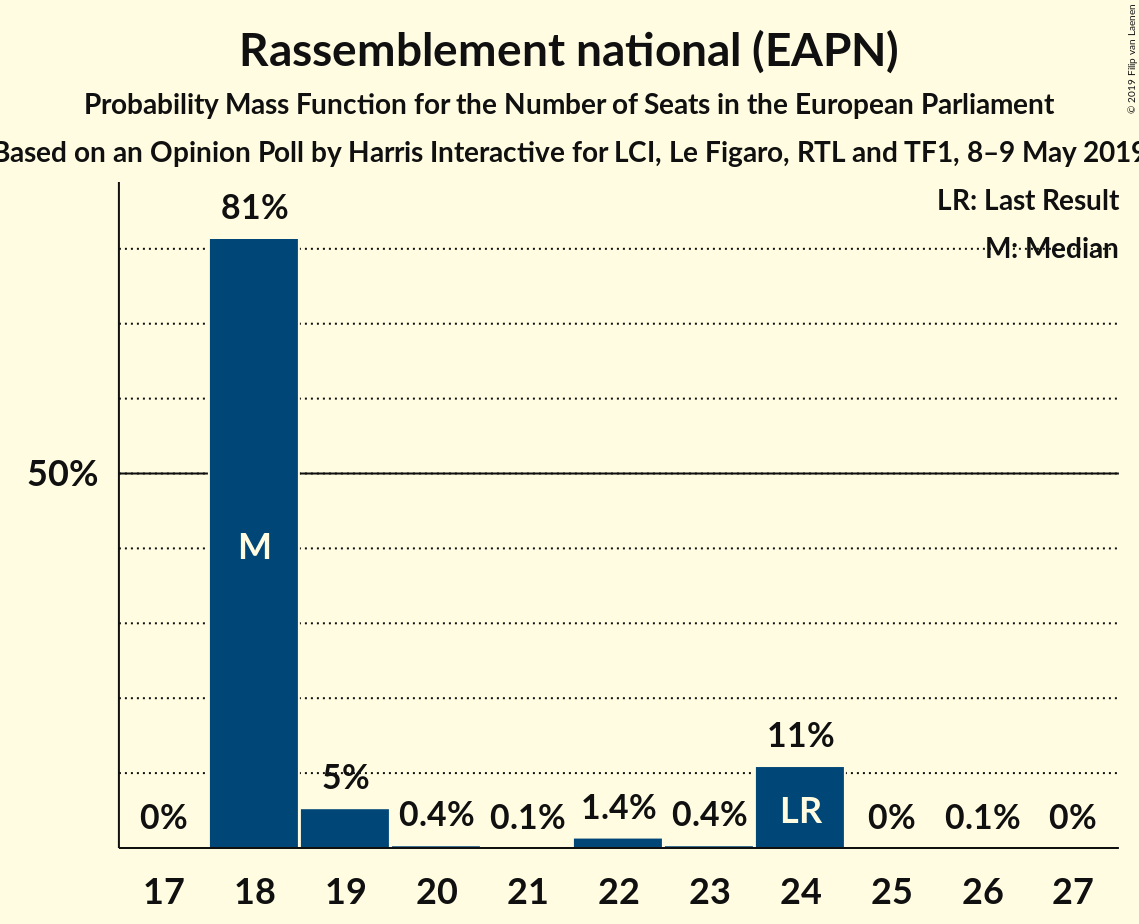 Rassemblement national (EAPN)
Probability Mass Function for the Number of Seats in the European Parliament
Based on an Opinion Poll by Harris Interactive for LCI, Le Figaro, RTL and TF1, 8–9 May 2019
© 2019 Filip van Laenen
LR: Last Result
M: Median
81%
50%
M
11%
5%
0% 0.4% 0.1% 1.4% 0.4% LR 0% 0.1% 0%
17 18 19 20 21 22 23 24 25 26 27